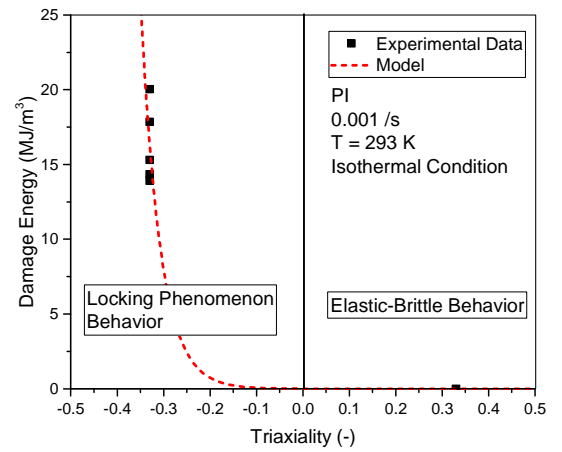 25
20
15
10
5
0
Damage Energy (MJ/m³)
Experimental Data
Model
PI
0.001 /s
T = 293 K
Isothermal Condition
Locking Phenomenon
Behavior
Elastic-Brittle Behavior
-0.5 -0.4 -0.3 -0.2 -0.1 0.0 0.1 0.2 0.3 0.4 0.5
Triaxiality (-)